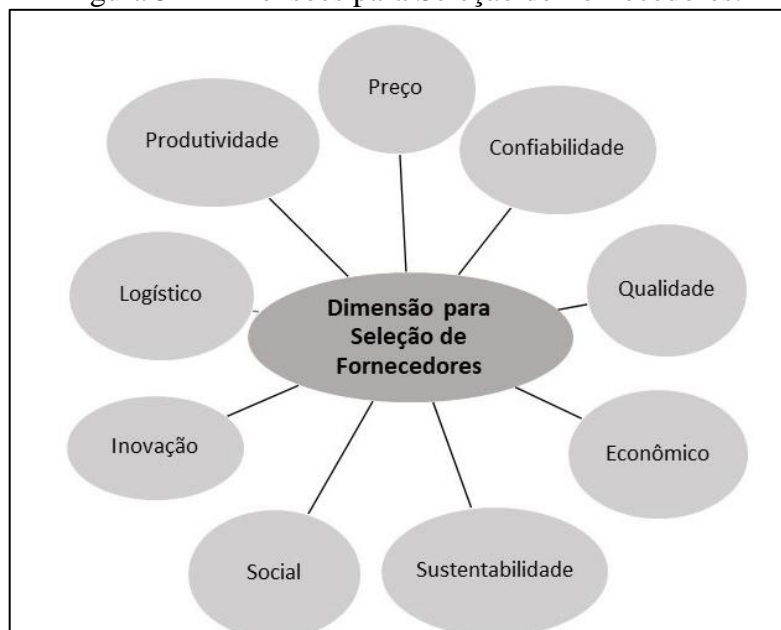 Preço
Produtividade
Confiabilidade
Logístico
Qualidade
Dimensão para
Seleção de
Fornecedores
Inovação
Econômico
Social
Sustentabilidade